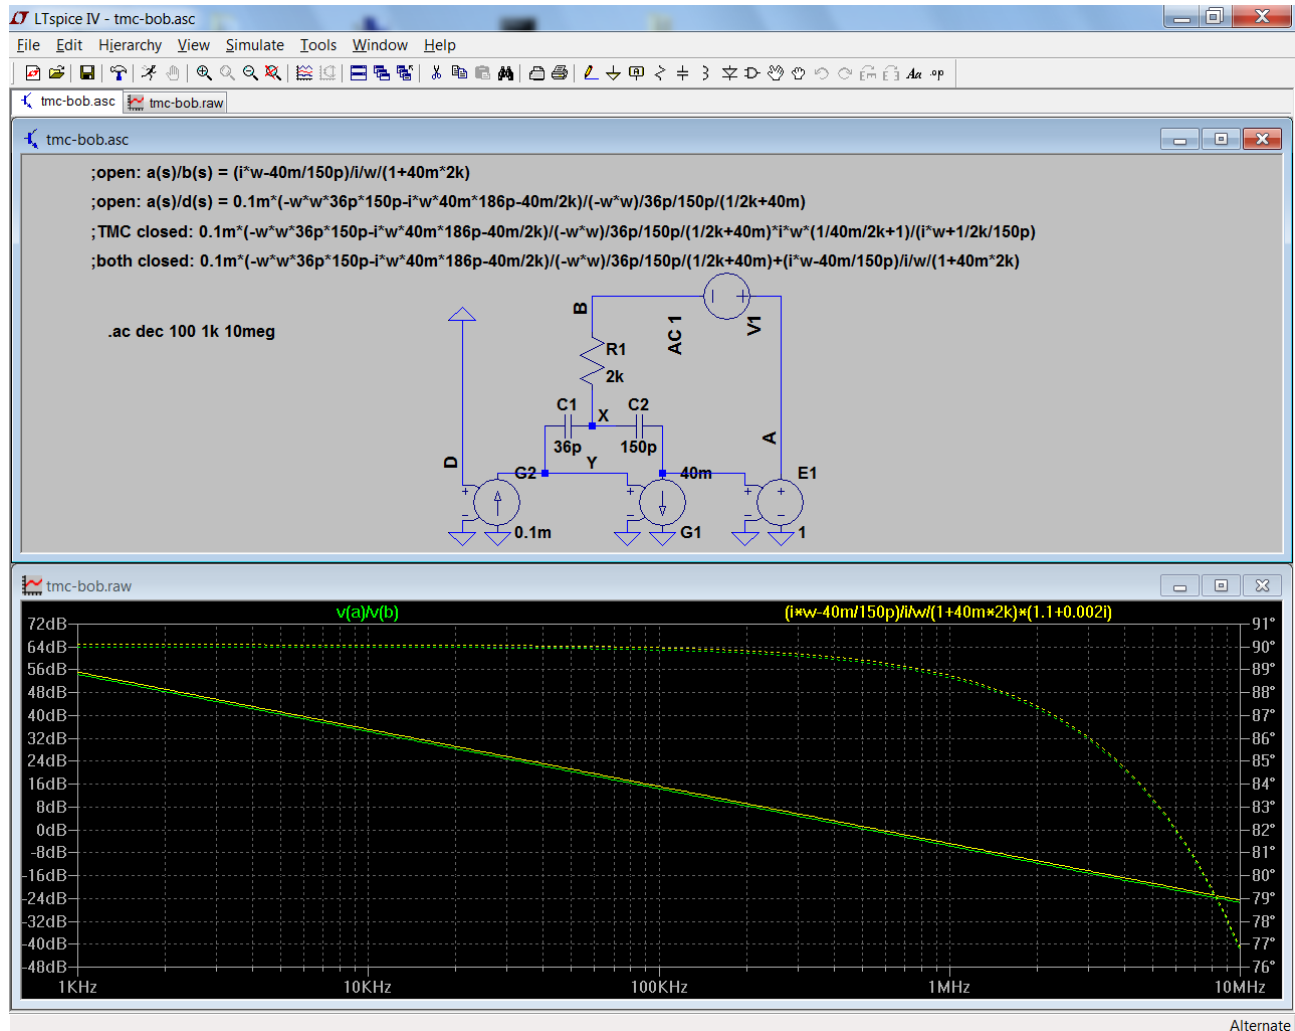 LTspice IV - tmc-bob.asc
File Edit Hierarchy View Simulate Tools Window Help
tmc-bob.asc tmc-bob.raw
tmc-bob.asc
;open: a(s)/b(s) = (i*w-40m/150p)/i/w/(1+40m*2k)
;open: a(s)/d(s) = 0.1m*(-w*w*36p*150p-i*w*40m*186p-40m/2k)/(-w*w)/36p/150p/(1/2k+40m)
;TMC closed: 0.1m*(-w*w*36p*150p-i*w*40m*186p-40m/2k)/(-w*w)/36p/150p/(1/2k+40m)*i*w*(1/40m/2k+1)/(i*w+1/2k/150p)
;both closed: 0.1m*(-w*w*36p*150p-i*w*40m*186p-40m/2k)/(-w*w)/36p/150p/(1/2k+40m)+(i*w-40m/150p)/i/w/(1+40m*2k)
.ac dec 100 1k 10meg
B
AC 1
V1
R1
2k
C1
X
C2
36p
150p
A
D
G2
Y
40m
E1
0.1m
G1
1
tmc-bob.raw
v(a)/v(b) (i*w-40m/150p)/i/w/(1+40m*2k)*(1.1+0.002i)
72dB 91°
64dB 90°
56dB 89°
48dB 88°
40dB 87°
32dB 86°
24dB 85°
16dB 84°
8dB 83°
0dB 82°
-8dB 81°
-16dB 80°
-24dB 79°
-32dB 78°
-40dB 77°
-48dB 76°
1KHz 10KHz 100KHz 1MHz 10MHz
Alternate